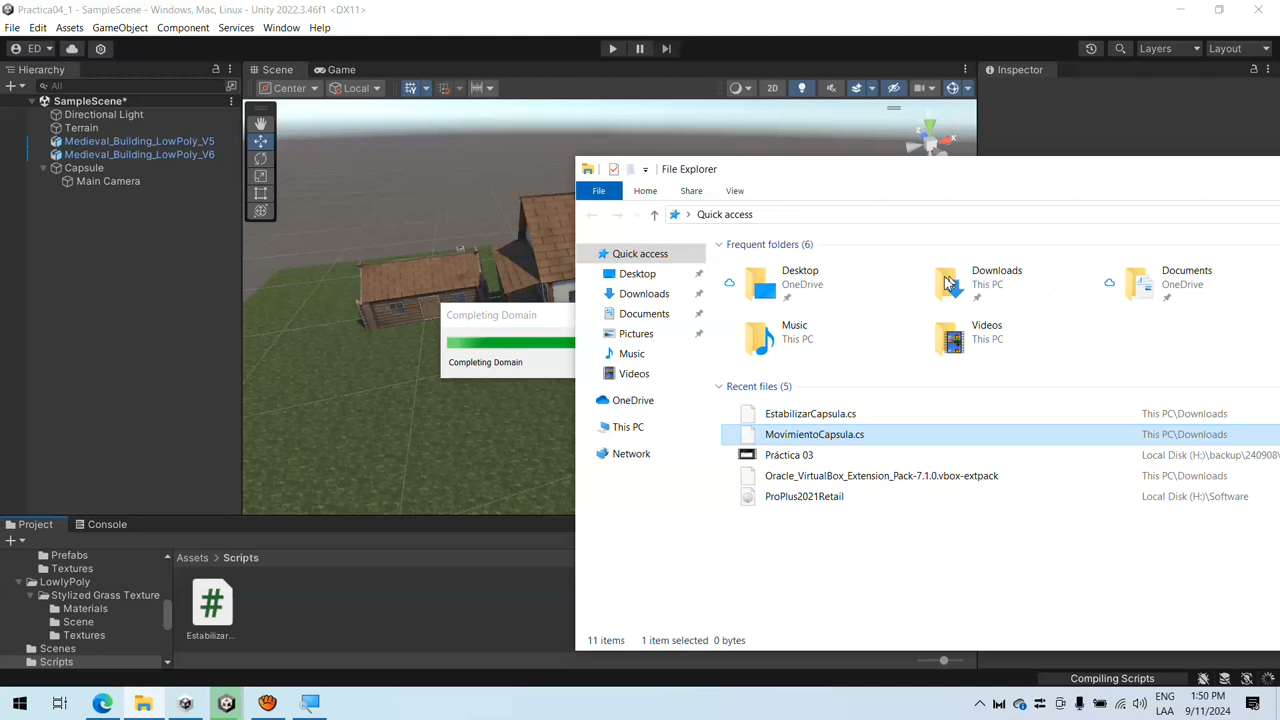 Practica04_1 - SampleScene - Windows, Mac, Linux - Unity 2022.3.46f1 <DX11>
File Edit Assets GameObject Component Services Window Help
ED Layers Layout
Hierarchy Scene Game Inspector
All Center Local 2D
SampleScene*
Directional Light
Terrain
Medieval_Building_LowPoly_V5
Medieval_Building_LowPoly_V6
Capsule
Main Camera
x
File Explorer
File Home Share View
Quick access
Quick access
Desktop
Downloads
Documents
Pictures
Music
Videos
OneDrive
This PC
Network
Frequent folders (6)
Desktop
OneDrive
Downloads
This PC
Documents
OneDrive
Music
This PC
Videos
This PC
Recent files (5)
EstabilizarCapsula.cs This PC\Downloads
MovimientoCapsula.cs This PC\Downloads
Práctica 03 Local Disk (H:)\backup\240908\
Oracle_VirtualBox_Extension_Pack-7.1.0.vbox-extpack This PC\Downloads
ProPlus2021Retail Local Disk (H:)\Software
11 items 1 item selected 0 bytes
Completing Domain
Completing Domain
Project Console
Prefabs
Textures
LowlyPoly
Stylized Grass Texture
Materials
Scene
Textures
Scenes
Scripts
Assets > Scripts
#
Estabilizar...
Compiling Scripts
ENG
LAA
1:50 PM
9/11/2024